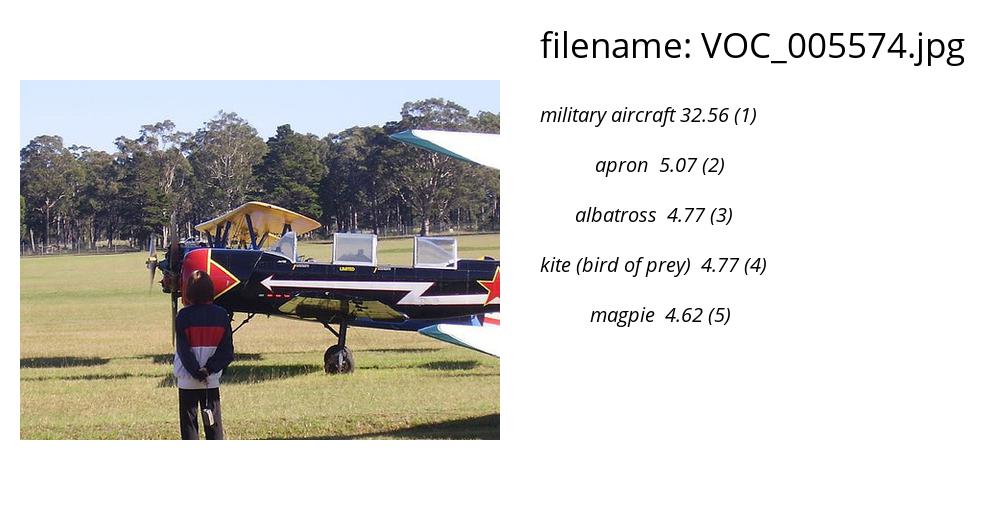 filename: VOC_005574.jpg
military aircraft 32.56 (1)
apron 5.07 (2)
albatross 4.77 (3)
kite (bird of prey) 4.77 (4)
magpie 4.62 (5)
LIMITED